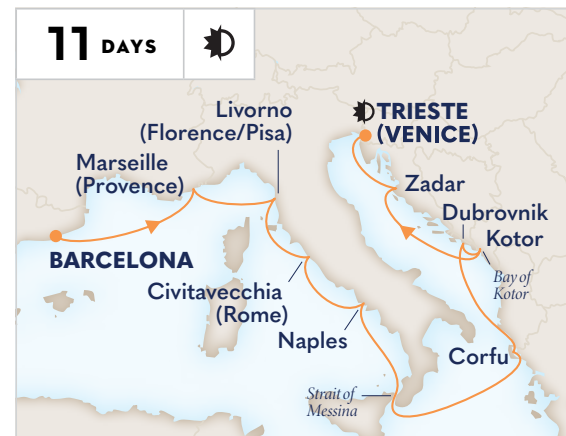 11 DAYS
Livorno
(Florence/Pisa)
TRIESTE
(VENICE)
Marseille
(Provence)
Zadar
Dubrovnik
Kotor
BARCELONA
Bay of
Kotor
Civitavecchia
(Rome)
Naples
Corfu
Strait of
Messina